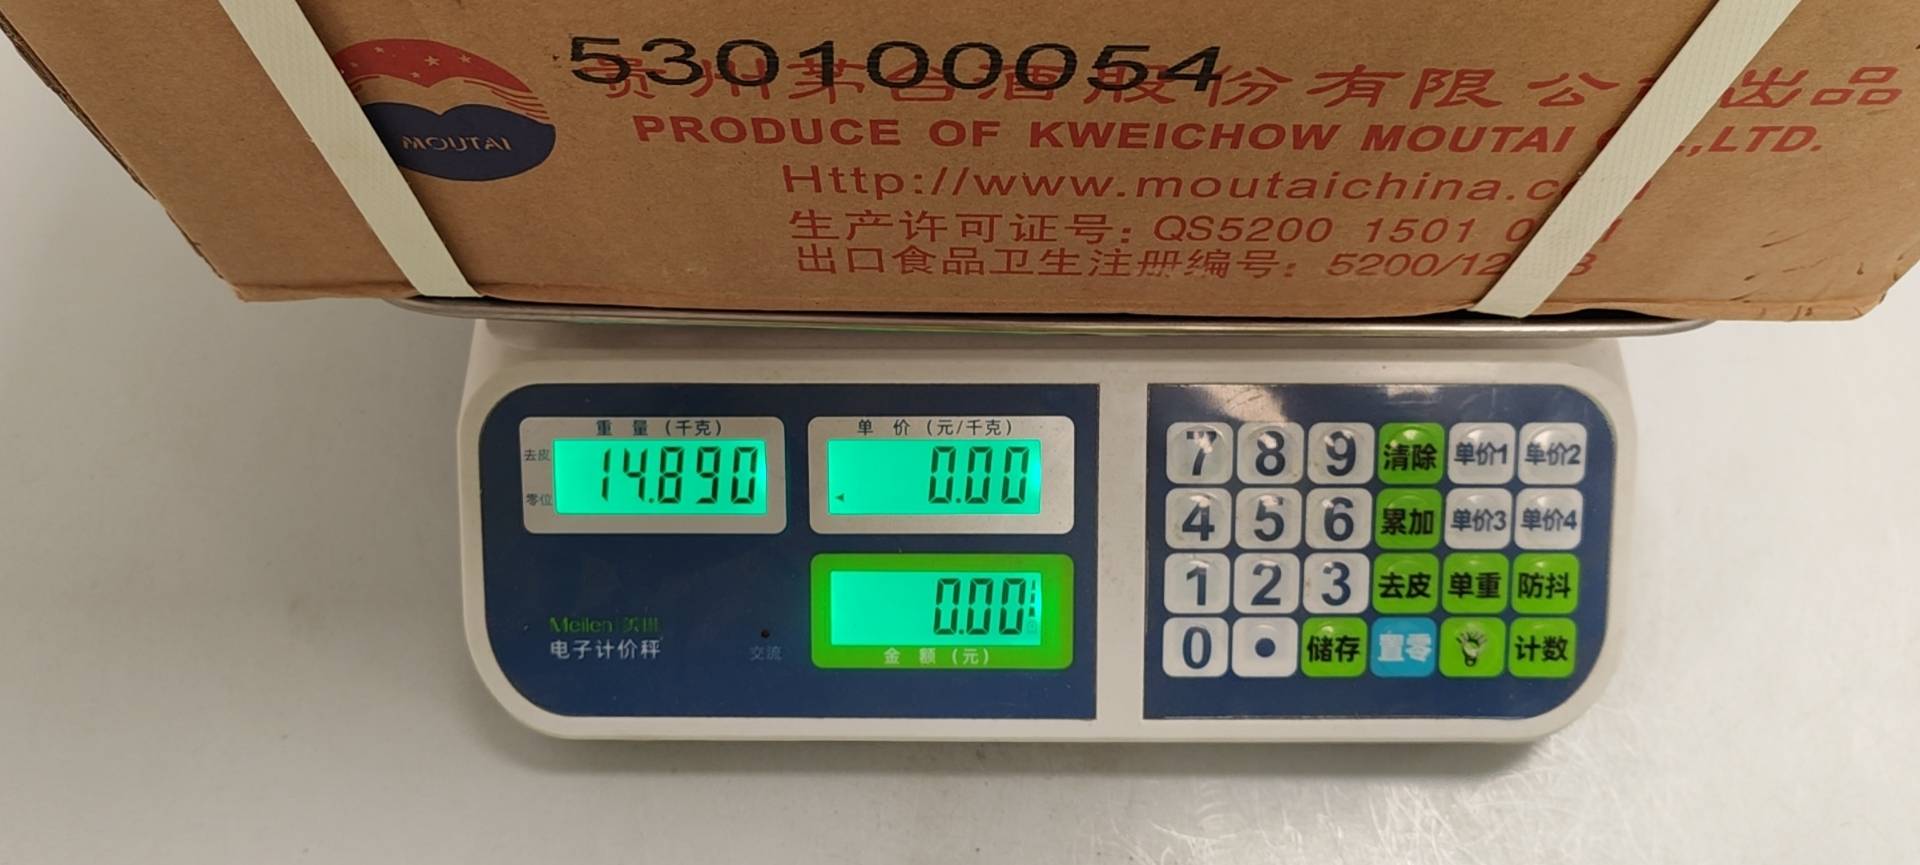 530100054
贵州茅台酒股份有限公 出品
MOUTAI
PRODUCE OF KWEICHOW MOUTAI ,LTD.
Http://www.moutaichina.c
生产许可证号: QS5200 1501
出口食品卫生注册编号: 5200/12
重 量 (千克)
去皮
零位
14.890
单 价 (元/千克)
0.00
0.00
金 额 (元)
Meilen
电子计价秤
交流
7 8 9 清除 单价1 单价2
4 5 6 累加 单价3 单价4
1 2 3 去皮 单重 防抖
0 • 储存 置零 计数